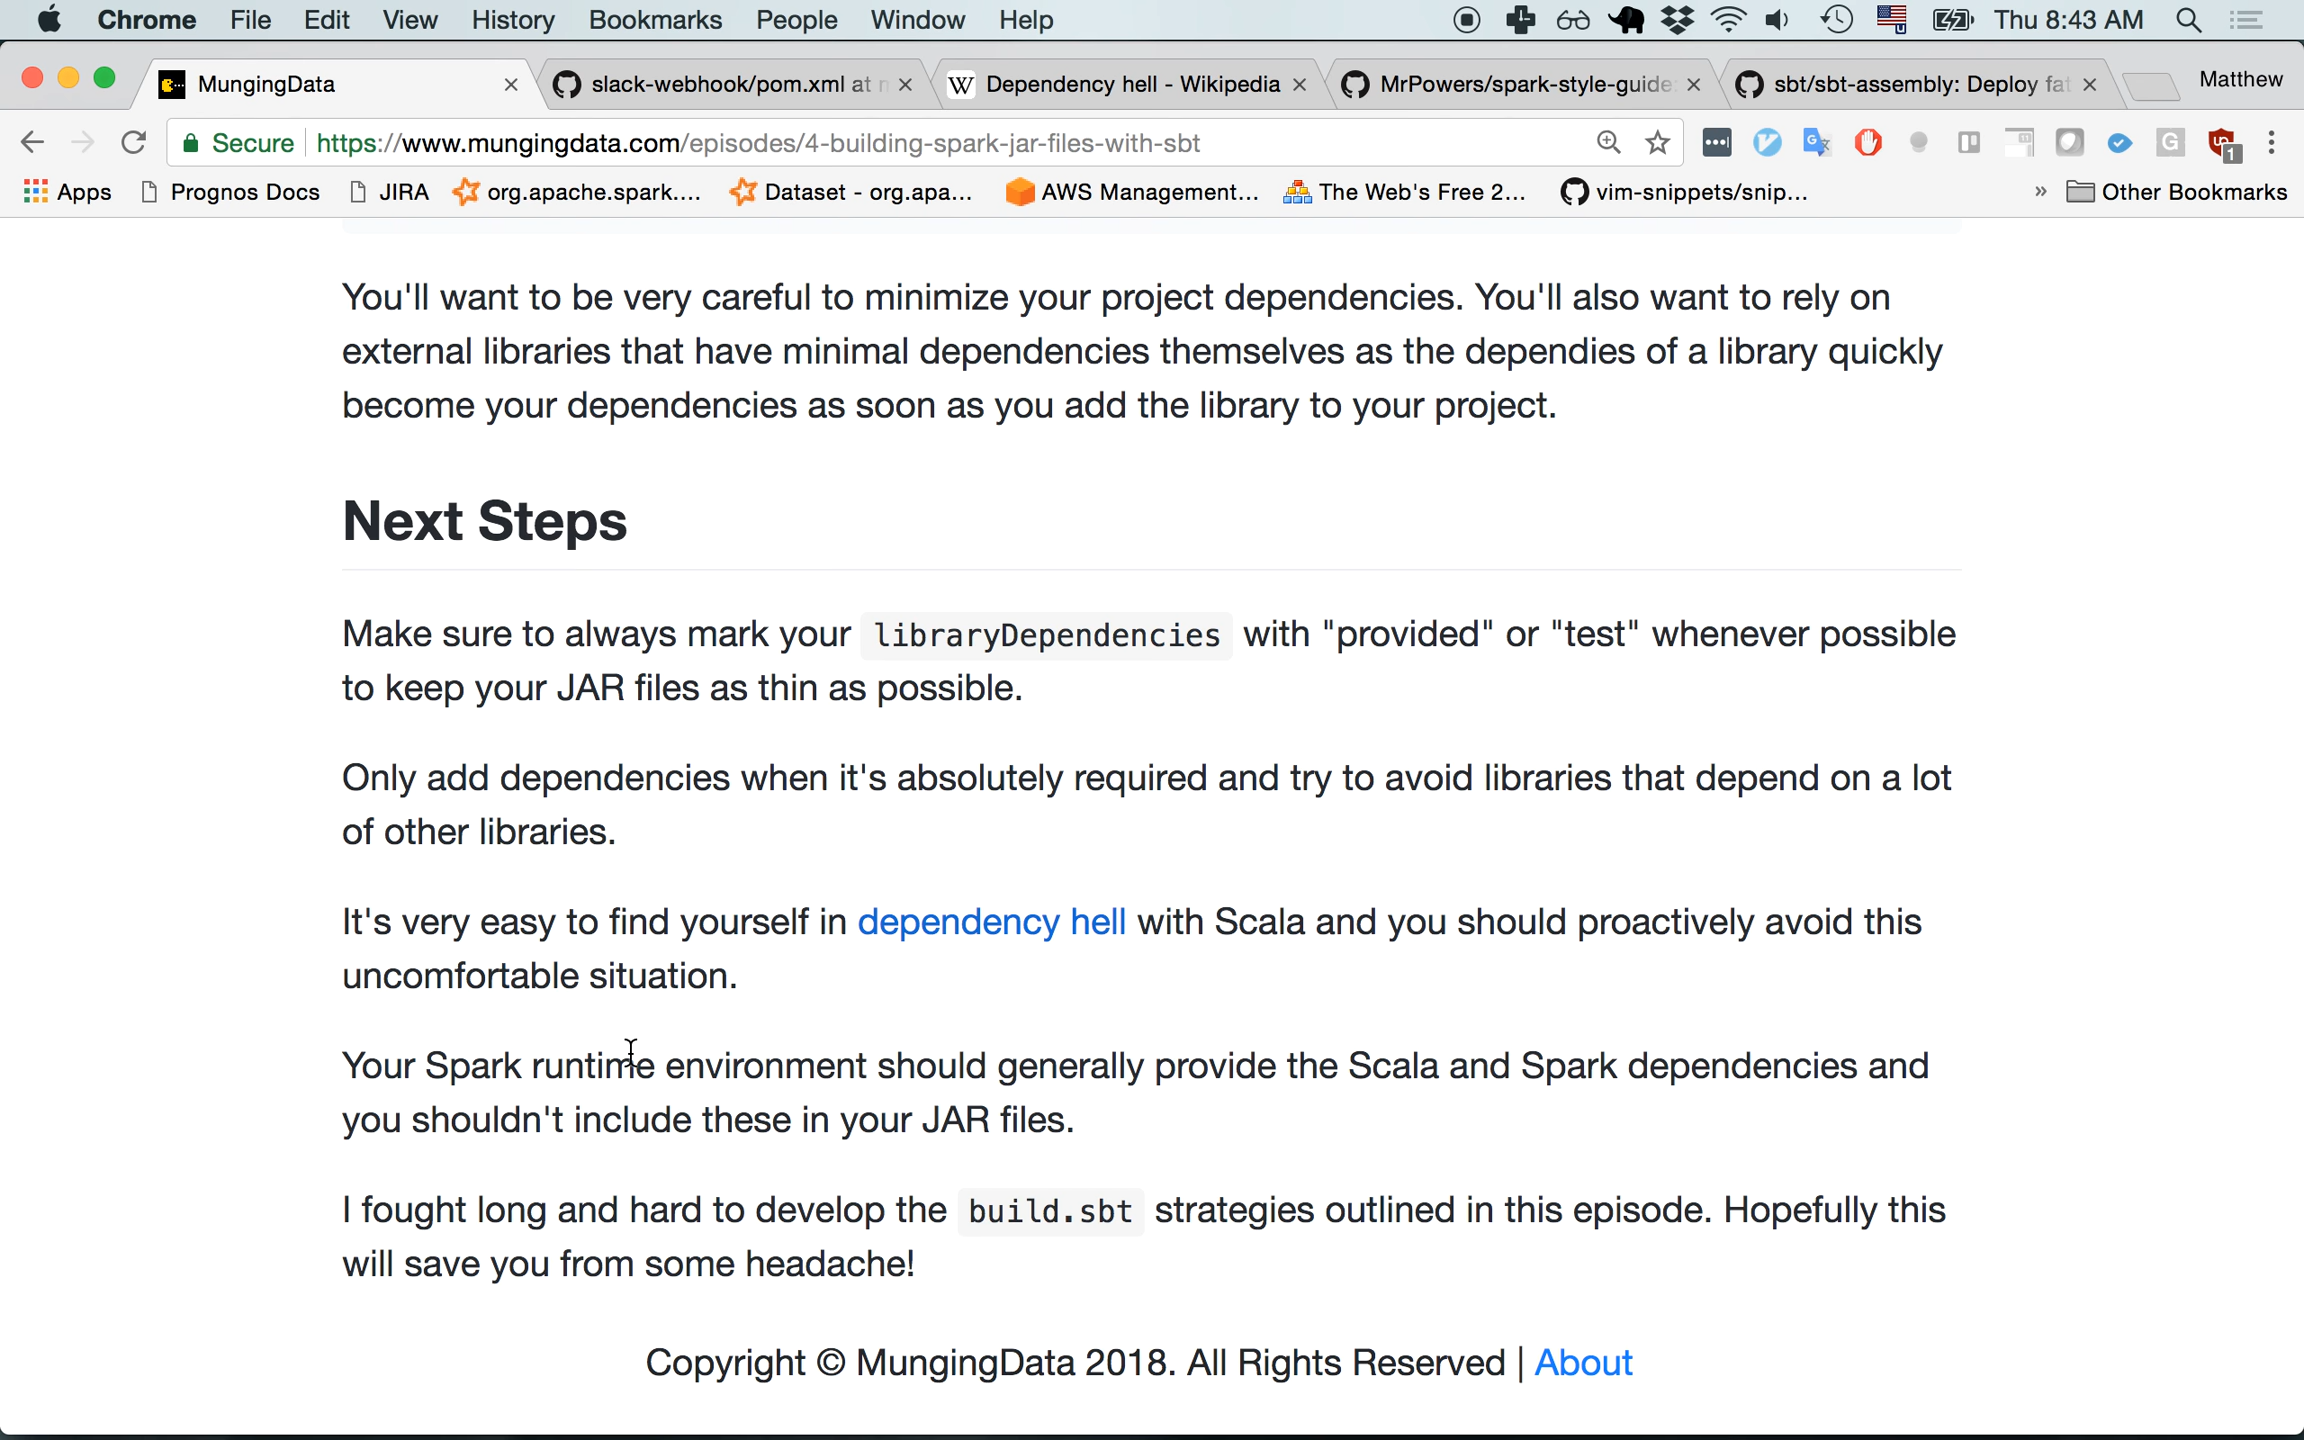 Chrome File Edit View History Bookmarks People Window Help Thu 8:43 AM
MungingData slack-webhook/pom.xml at Dependency hell - Wikipedia MrPowers/spark-style-guide: sbt/sbt-assembly: Deploy fat Matthew
Secure https://www.mungingdata.com/episodes/4-building-spark-jar-files-with-sbt
Apps Prognos Docs JIRA org.apache.spark.... Dataset - org.apa... AWS Management... The Web's Free 2... vim-snippets/snip... » Other Bookmarks
You'll want to be very careful to minimize your project dependencies. You'll also want to rely on
external libraries that have minimal dependencies themselves as the dependies of a library quickly
become your dependencies as soon as you add the library to your project.
Next Steps
Make sure to always mark your libraryDependencies with "provided" or "test" whenever possible
to keep your JAR files as thin as possible.
Only add dependencies when it's absolutely required and try to avoid libraries that depend on a lot
of other libraries.
It's very easy to find yourself in dependency hell with Scala and you should proactively avoid this
uncomfortable situation.
Your Spark runtime environment should generally provide the Scala and Spark dependencies and
you shouldn't include these in your JAR files.
I fought long and hard to develop the build.sbt strategies outlined in this episode. Hopefully this
will save you from some headache!
Copyright © MungingData 2018. All Rights Reserved | About